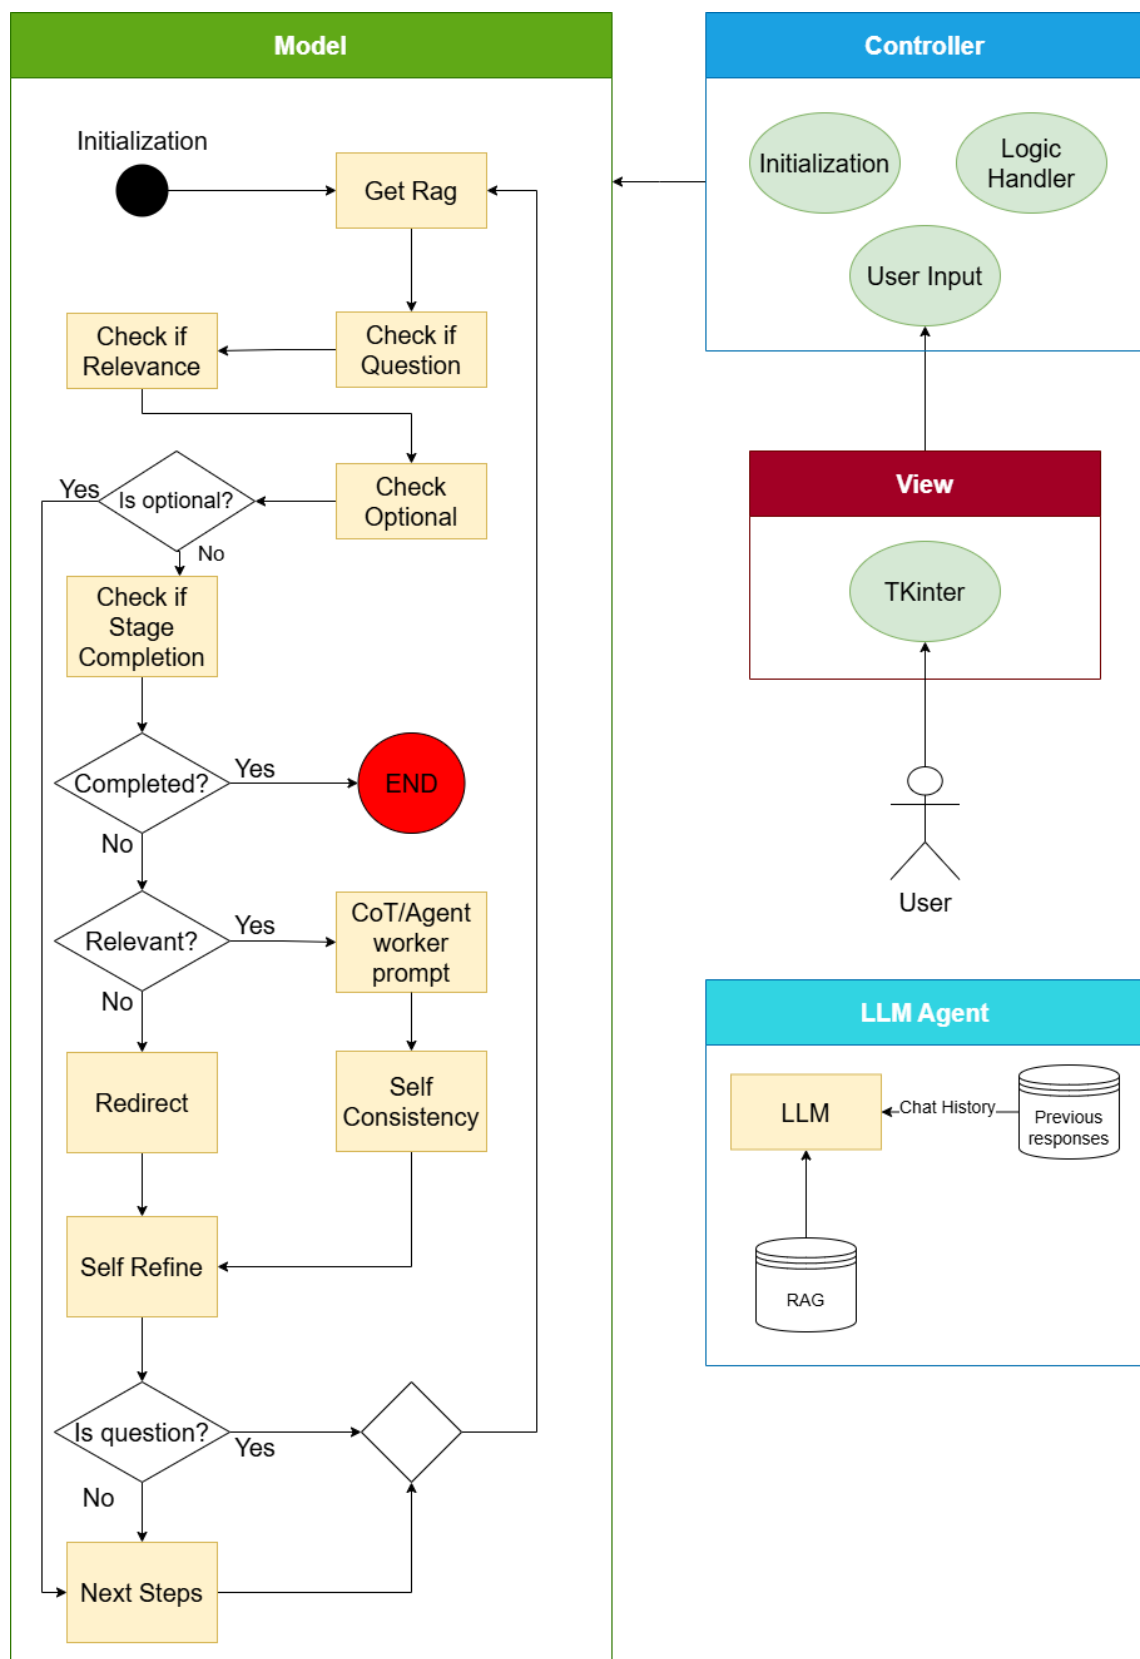 Model
Initialization
Get Rag
Check if
Question
Check if
Relevance
Check
Optional
Is optional?
Yes
No
Check if
Stage
Completion
Completed?
Yes
END
No
Relevant?
Yes
CoT/Agent
worker
prompt
No
Redirect
Self
Consistency
Self Refine
Is question?
Yes
No
Next Steps
Controller
Initialization
Logic
Handler
User Input
View
TKinter
User
LLM Agent
LLM
Chat History
Previous
responses
RAG